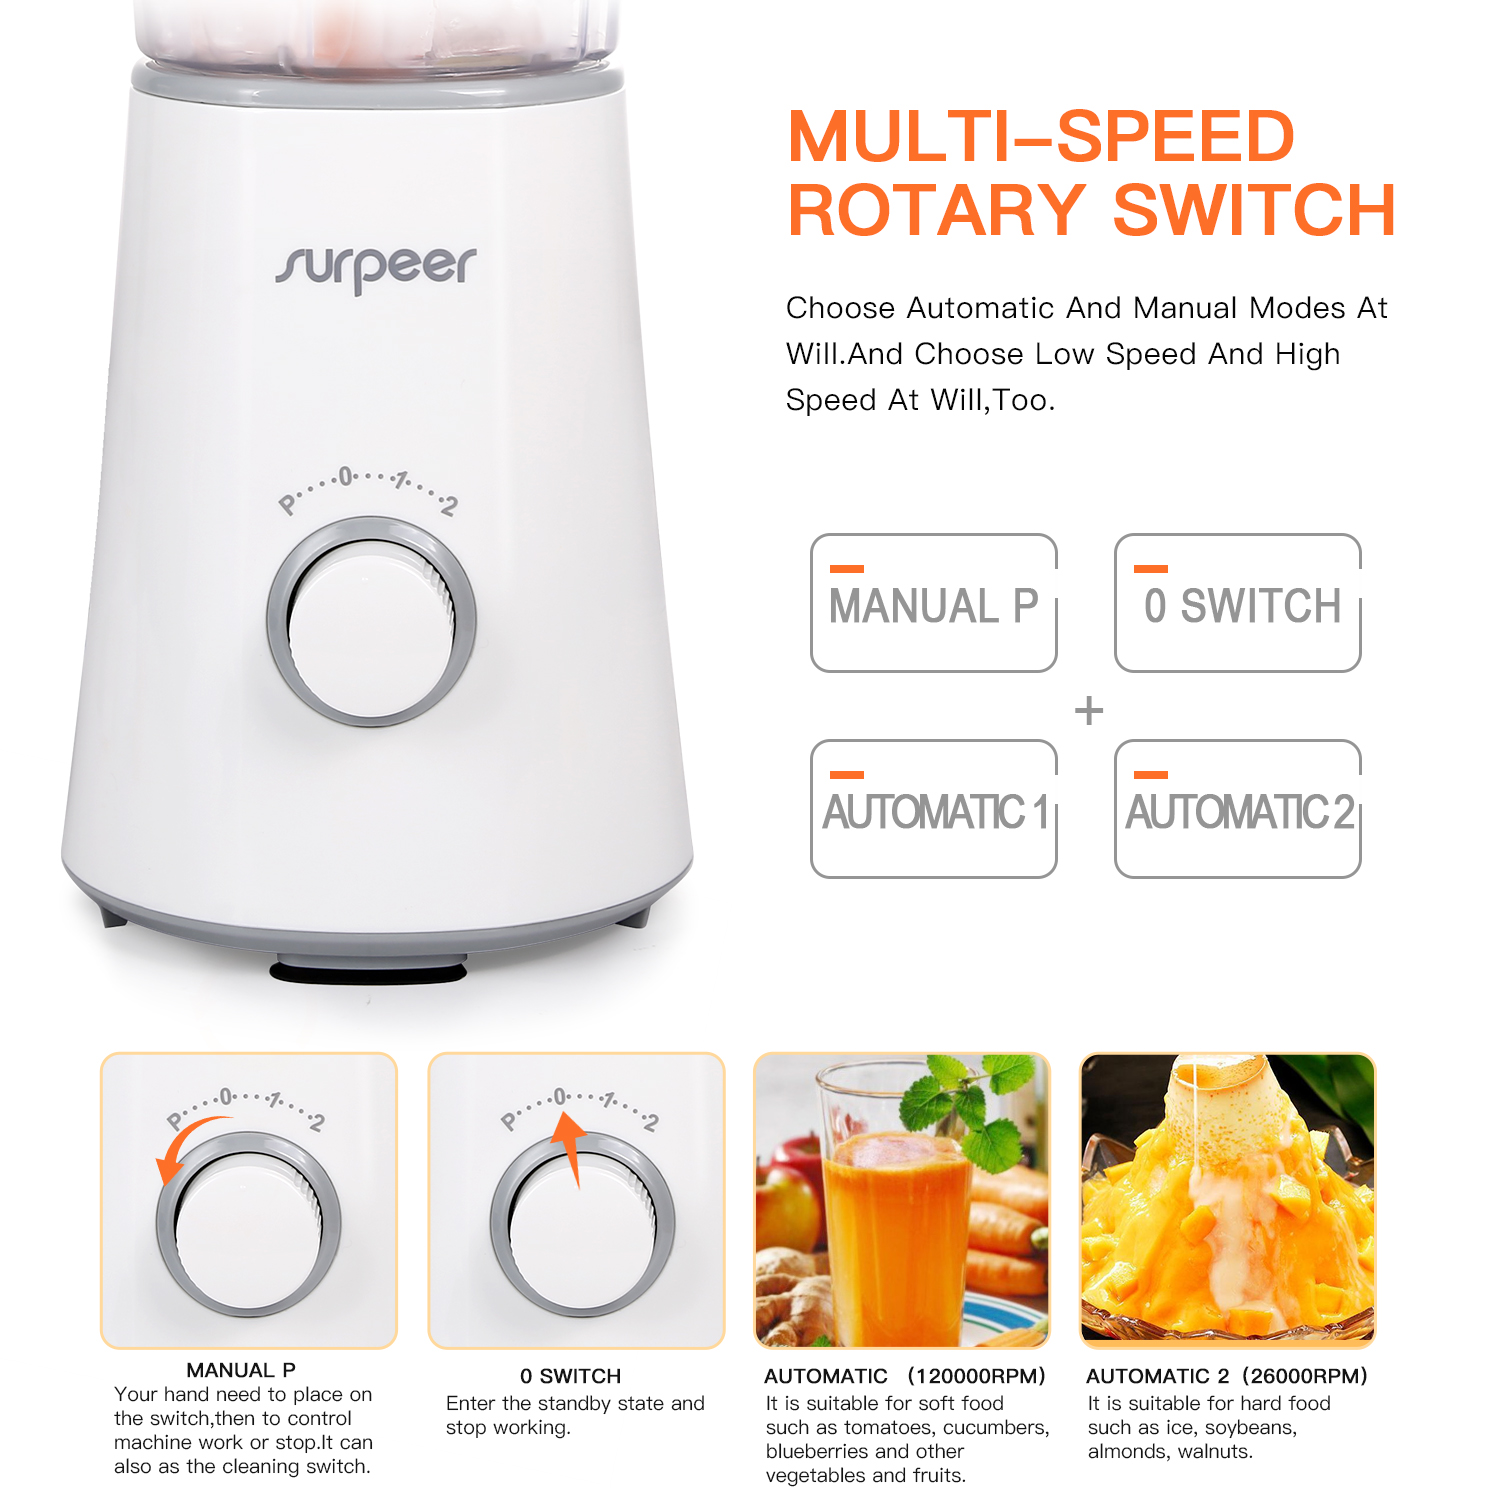 surpeer
P 0 1 2
MULTI-SPEED
ROTARY SWITCH
Choose Automatic And Manual Modes At
Will.And Choose Low Speed And High
Speed At Will,Too.
MANUAL P
0 SWITCH
+
AUTOMATIC 1
AUTOMATIC 2
P 0 1 2
MANUAL P
Your hand need to place on
the switch,then to control
machine work or stop.It can
also as the cleaning switch.
P 0 1 2
0 SWITCH
Enter the standby state and
stop working.
AUTOMATIC (120000RPM)
It is suitable for soft food
such as tomatoes, cucumbers,
blueberries and other
vegetables and fruits.
AUTOMATIC 2 (26000RPM)
It is suitable for hard food
such as ice, soybeans,
almonds, walnuts.